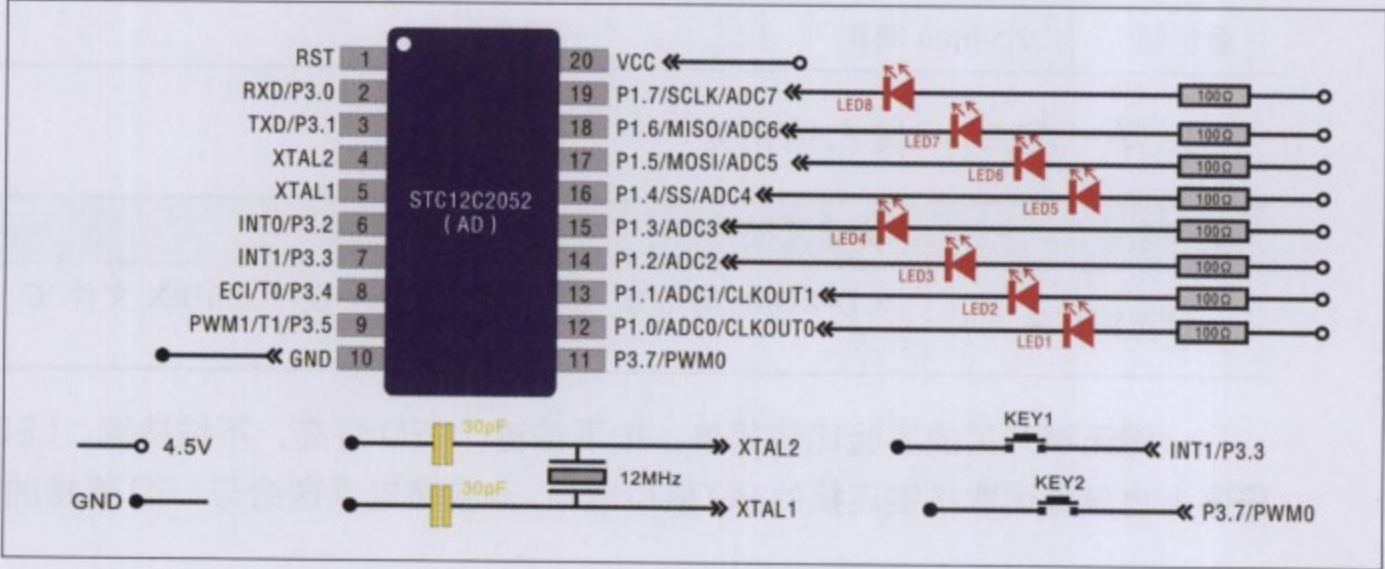 RST 1
RXD/P3.0 2
TXD/P3.1 3
XTAL2 4
XTAL1 5
INT0/P3.2 6
INT1/P3.3 7
ECI/T0/P3.4 8
PWM1/T1/P3.5 9
GND 10
STC12C2052
( AD )
20 VCC
19 P1.7/SCLK/ADC7 LED8 100Ω
18 P1.6/MISO/ADC6 LED7 100Ω
17 P1.5/MOSI/ADC5 LED6 100Ω
16 P1.4/SS/ADC4 LED5 100Ω
15 P1.3/ADC3 LED4 100Ω
14 P1.2/ADC2 LED3 100Ω
13 P1.1/ADC1/CLKOUT1 LED2 100Ω
12 P1.0/ADC0/CLKOUT0 LED1 100Ω
11 P3.7/PWM0
4.5V
GND
30pF
XTAL2
12MHz
30pF
XTAL1
KEY1
INT1/P3.3
KEY2
P3.7/PWM0